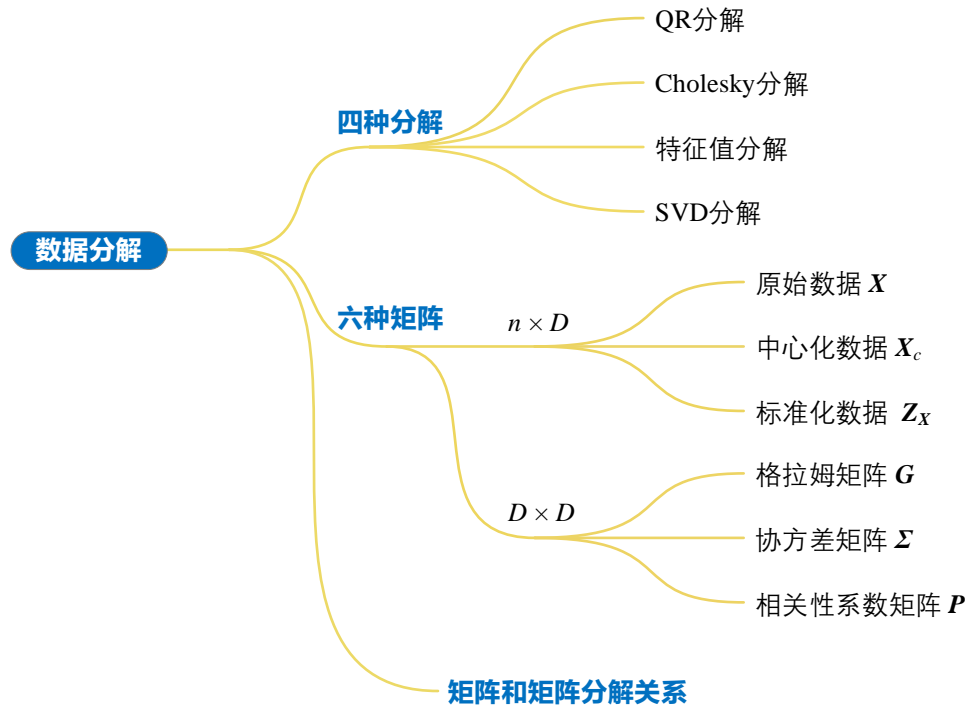 数据分解
四种分解
QR分解
Cholesky分解
特征值分解
SVD分解
六种矩阵
n × D
原始数据 X
中心化数据 X_c
标准化数据 Z_X
D × D
格拉姆矩阵 G
协方差矩阵 Σ
相关性系数矩阵 P
矩阵和矩阵分解关系